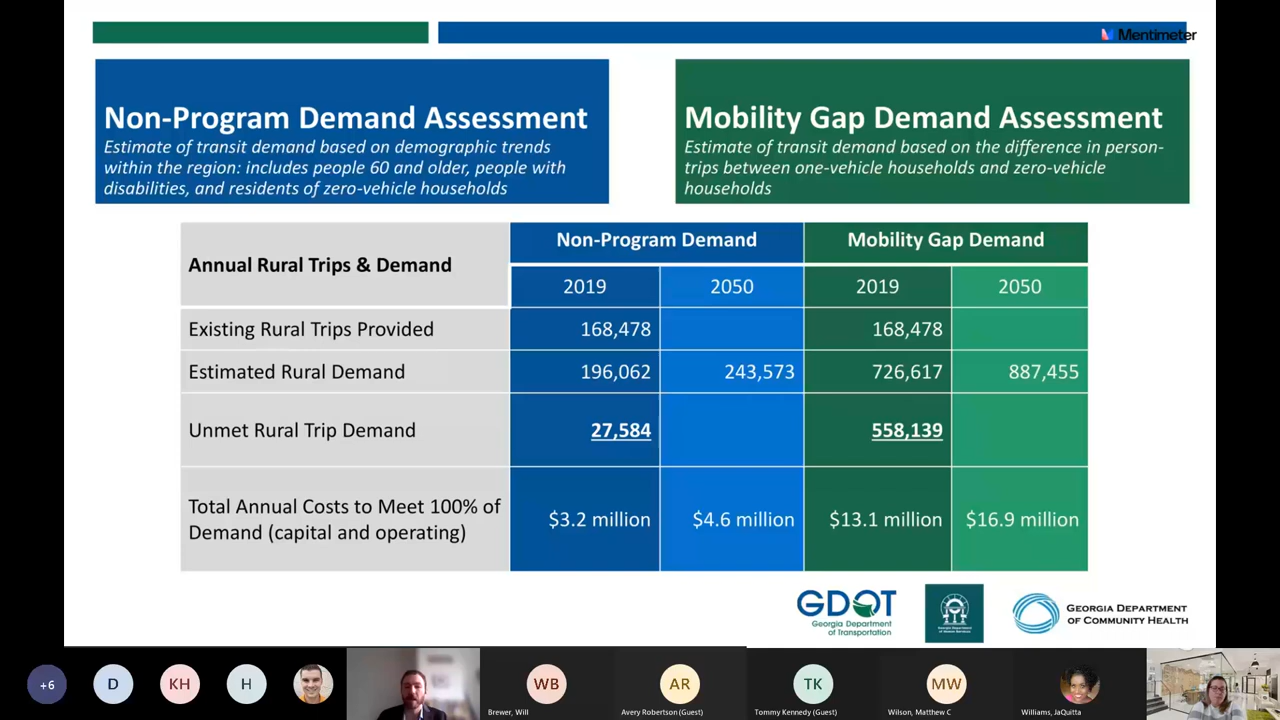 Mentimeter
Non-Program Demand Assessment
Estimate of transit demand based on demographic trends
within the region: includes people 60 and older, people with
disabilities, and residents of zero-vehicle households
Mobility Gap Demand Assessment
Estimate of transit demand based on the difference in person-
trips between one-vehicle households and zero-vehicle
households
Annual Rural Trips & Demand
Non-Program Demand
Mobility Gap Demand
2019
2050
2019
2050
Existing Rural Trips Provided
168,478
168,478
Estimated Rural Demand
196,062
243,573
726,617
887,455
Unmet Rural Trip Demand
27,584
558,139
Total Annual Costs to Meet 100% of
Demand (capital and operating)
$3.2 million
$4.6 million
$13.1 million
$16.9 million
GDOT
Georgia Department
of Transportation
Georgia Department
of Human Services
GEORGIA DEPARTMENT
OF COMMUNITY HEALTH
+6
D
KH
H
WB
Brewer, Will
AR
Avery Robertson (Guest)
TK
Tommy Kennedy (Guest)
MW
Wilson, Matthew C
Williams, JaQuitta